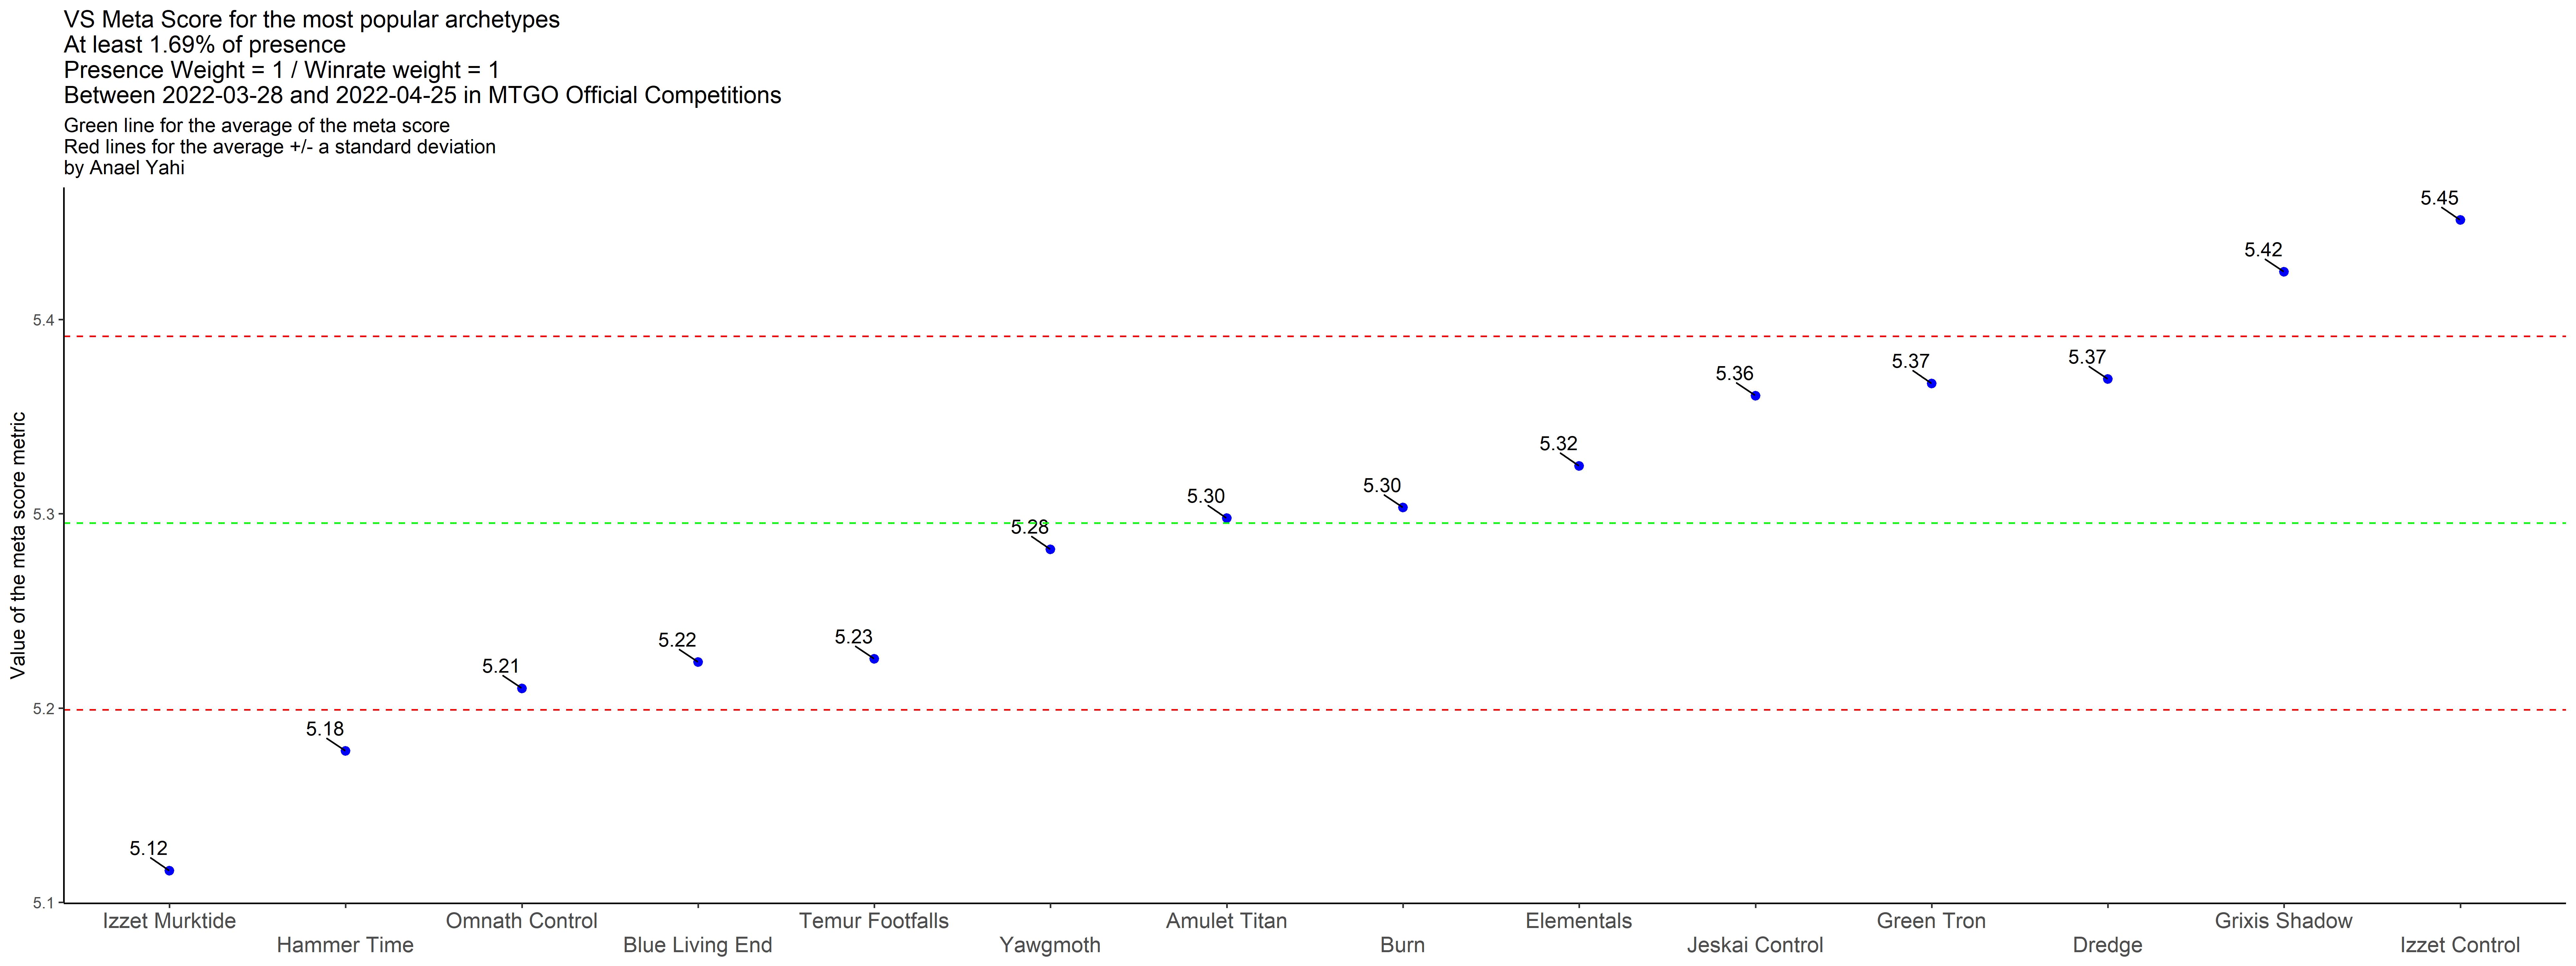 VS Meta Score for the most popular archetypes
At least 1.69% of presence
Presence Weight = 1 / Winrate weight = 1
Between 2022-03-28 and 2022-04-25 in MTGO Official Competitions
Green line for the average of the meta score
Red lines for the average +/- a standard deviation
by Anael Yahi
Value of the meta score metric
5.4
5.3
5.2
5.1
5.12
5.18
5.21
5.22
5.23
5.28
5.30
5.30
5.32
5.36
5.37
5.37
5.42
5.45
Izzet Murktide
Hammer Time
Omnath Control
Blue Living End
Temur Footfalls
Yawgmoth
Amulet Titan
Burn
Elementals
Jeskai Control
Green Tron
Dredge
Grixis Shadow
Izzet Control